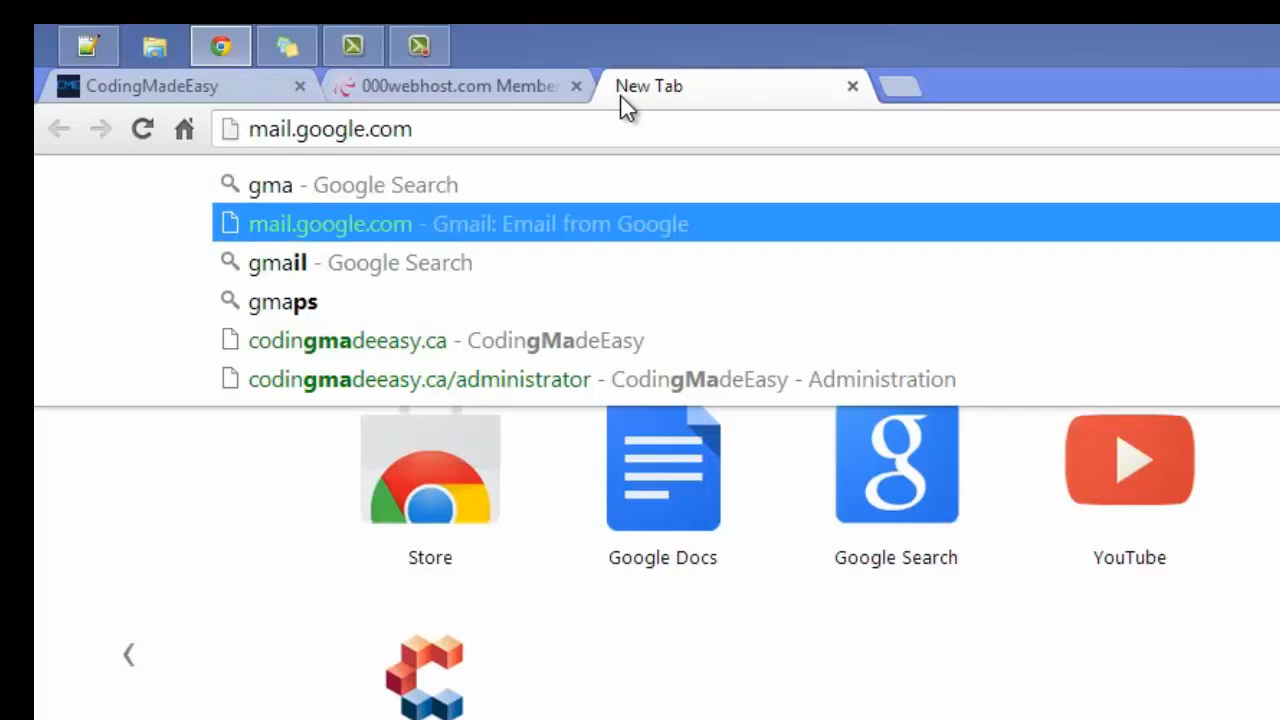 CodingMadeEasy
000webhost.com Membe
New Tab
mail.google.com
gma - Google Search
mail.google.com - Gmail: Email from Google
gmail - Google Search
gmaps
codingmadeeasy.ca - CodingMadeEasy
codingmadeeasy.ca/administrator - CodingMadeEasy - Administration
Store
Google Docs
Google Search
YouTube